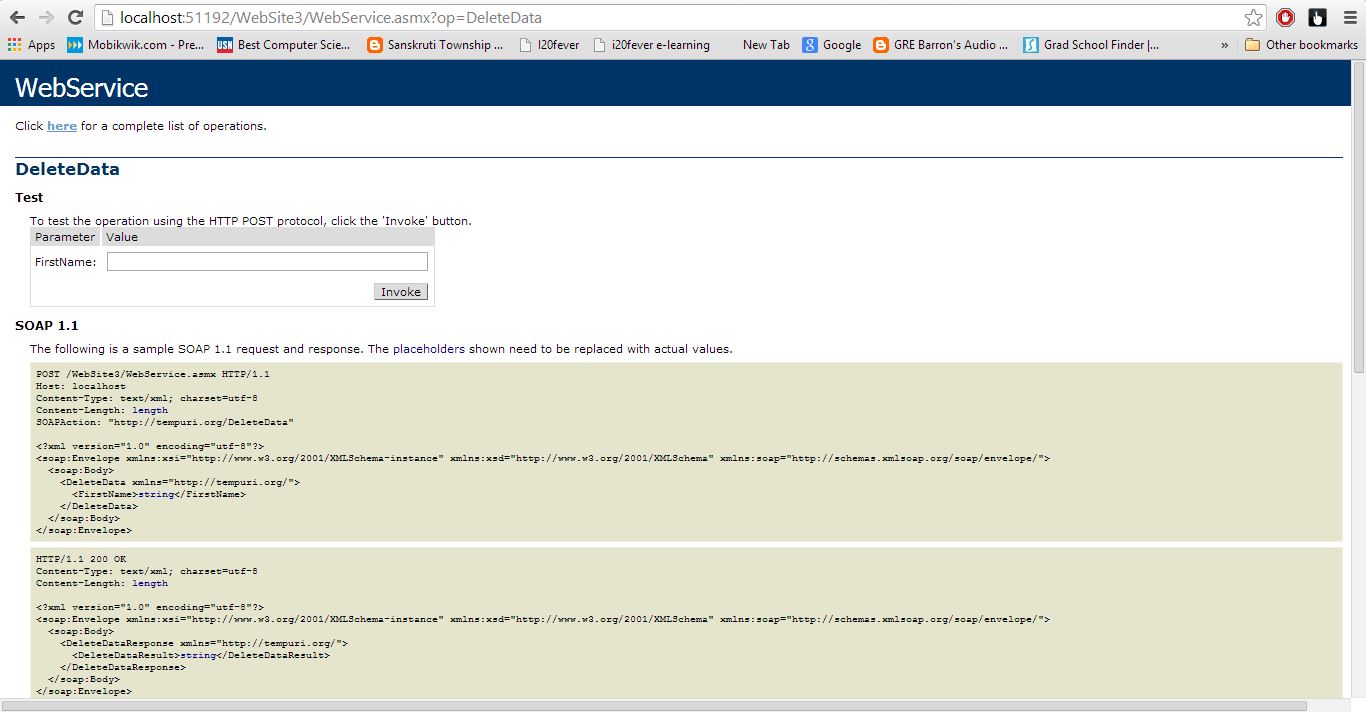 localhost:51192/WebSite3/WebService.asmx?op=DeleteData
Apps Mobikwik.com - Pre... USN Best Computer Scie... Sanskruti Township ... I20fever i20fever e-learning New Tab 8 Google GRE Barron's Audio ... Grad School Finder |... » Other bookmarks
WebService
Click here for a complete list of operations.
DeleteData
Test
To test the operation using the HTTP POST protocol, click the 'Invoke' button.
Parameter Value
FirstName:
Invoke
SOAP 1.1
The following is a sample SOAP 1.1 request and response. The placeholders shown need to be replaced with actual values.
POST /WebSite3/WebService.asmx HTTP/1.1
Host: localhost
Content-Type: text/xml; charset=utf-8
Content-Length: length
SOAPAction: "http://tempuri.org/DeleteData"
<?xml version="1.0" encoding="utf-8"?>
<soap:Envelope xmlns:xsi="http://www.w3.org/2001/XMLSchema-instance" xmlns:xsd="http://www.w3.org/2001/XMLSchema" xmlns:soap="http://schemas.xmlsoap.org/soap/envelope/">
<soap:Body>
<DeleteData xmlns="http://tempuri.org/">
<FirstName>string</FirstName>
</DeleteData>
</soap:Body>
</soap:Envelope>
HTTP/1.1 200 OK
Content-Type: text/xml; charset=utf-8
Content-Length: length
<?xml version="1.0" encoding="utf-8"?>
<soap:Envelope xmlns:xsi="http://www.w3.org/2001/XMLSchema-instance" xmlns:xsd="http://www.w3.org/2001/XMLSchema" xmlns:soap="http://schemas.xmlsoap.org/soap/envelope/">
<soap:Body>
<DeleteDataResponse xmlns="http://tempuri.org/">
<DeleteDataResult>string</DeleteDataResult>
</DeleteDataResponse>
</soap:Body>
</soap:Envelope>